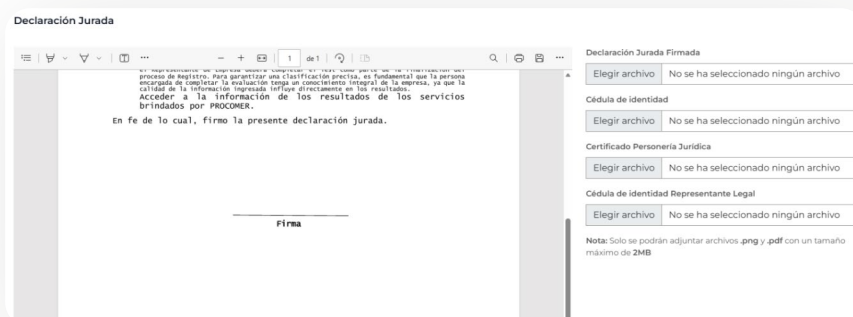 Declaración Jurada
1 de 1
El Representante de Empresa deberá completar el Test como parte de la finalización del
proceso de Registro. Para garantizar una clasificación precisa, es fundamental que la persona
encargada de completar la evaluación tenga un conocimiento integral de la empresa, ya que la
calidad de la información ingresada influye directamente en los resultados.
Acceder a la información de los resultados de los servicios
brindados por PROCOMER.
En fe de lo cual, firmo la presente declaración jurada.
Firma
Declaración Jurada Firmada
Elegir archivo No se ha seleccionado ningún archivo
Cédula de identidad
Elegir archivo No se ha seleccionado ningún archivo
Certificado Personería Jurídica
Elegir archivo No se ha seleccionado ningún archivo
Cédula de identidad Representante Legal
Elegir archivo No se ha seleccionado ningún archivo
Nota: Solo se podrán adjuntar archivos .png y .pdf con un tamaño
máximo de 2MB